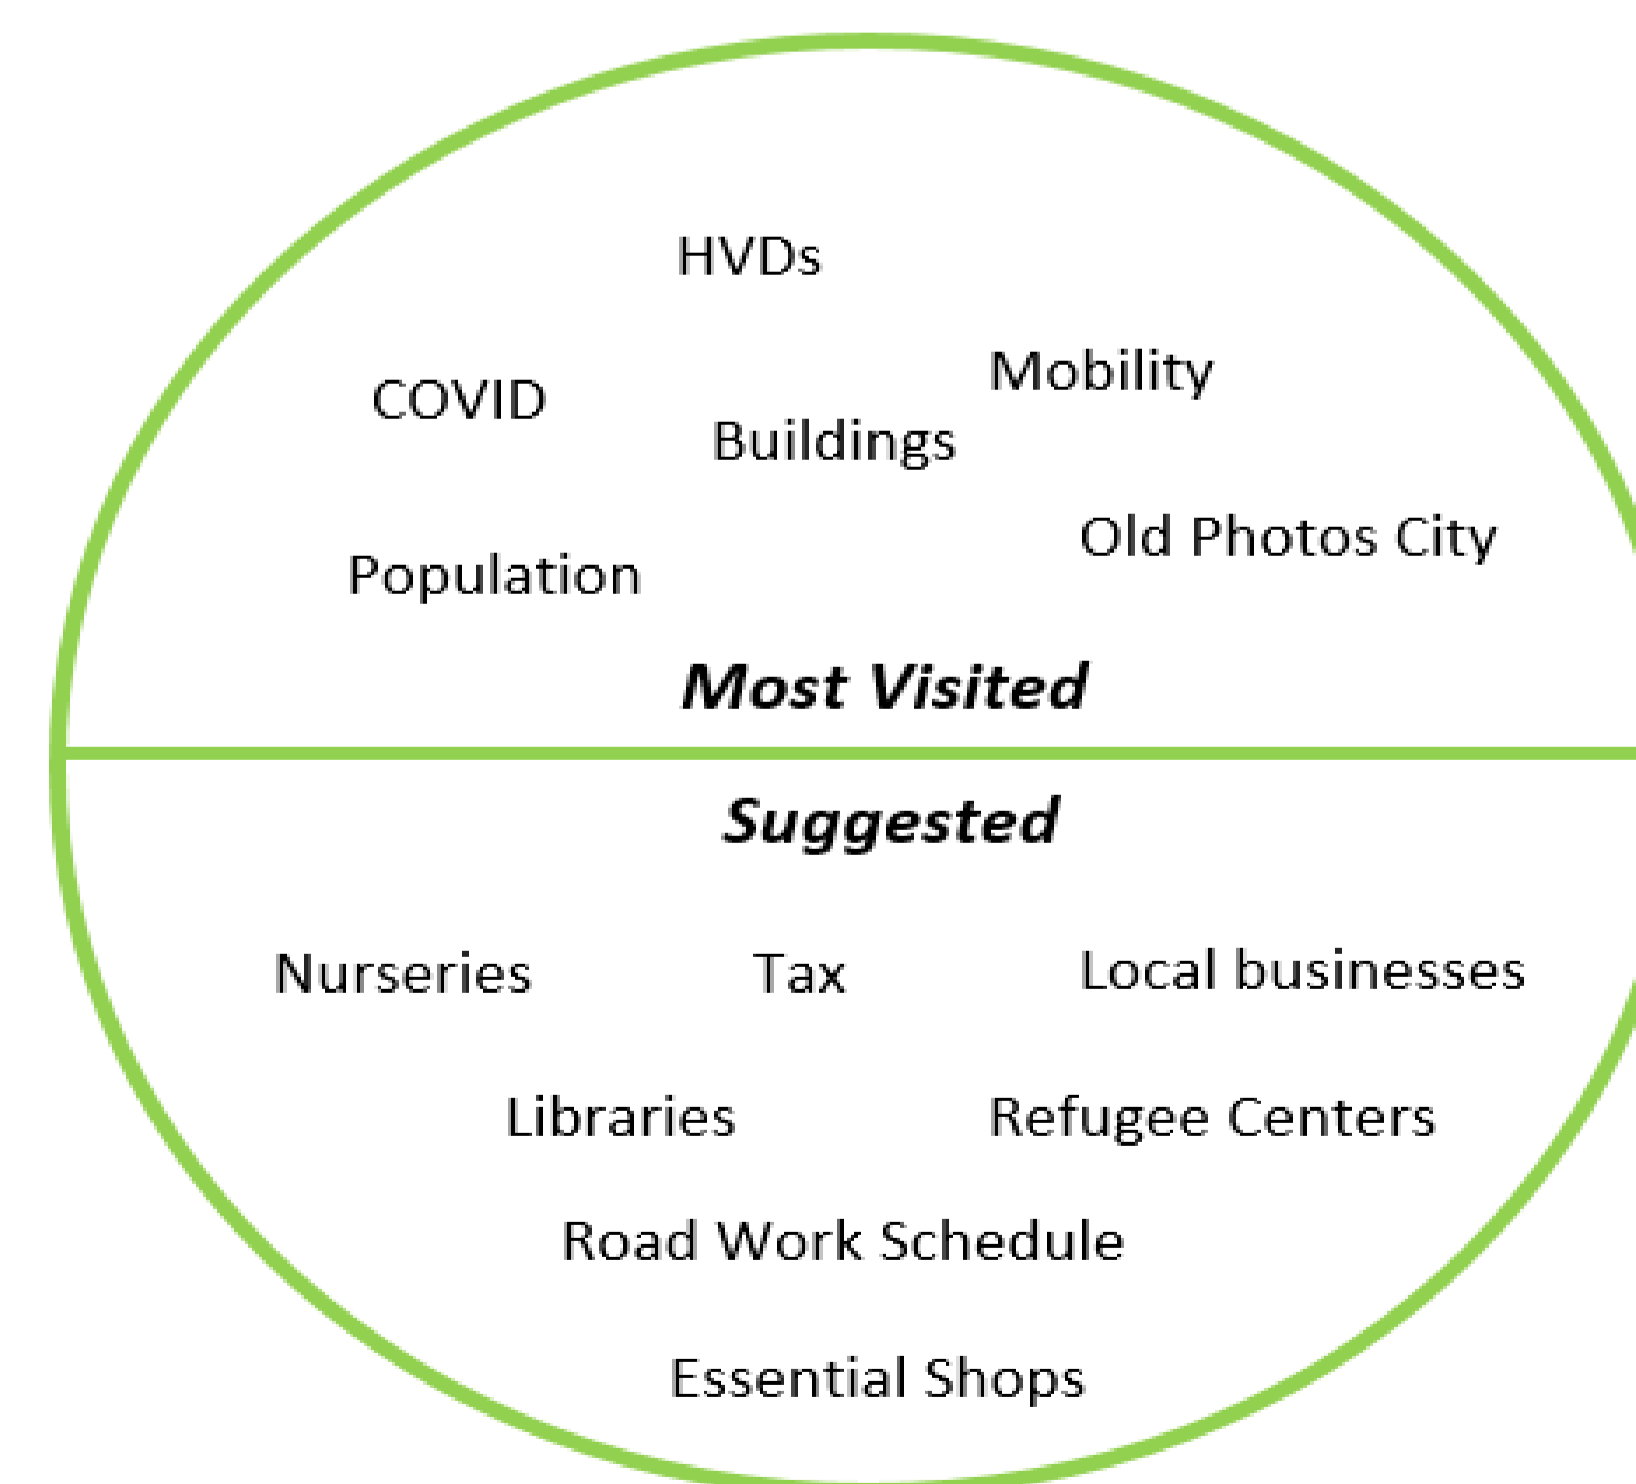 HVDs
Mobility
COVID
Buildings
Old Photos City
Population
Most Visited
Suggested
Nurseries
Tax
Local businesses
Libraries
Refugee Centers
Road Work Schedule
Essential Shops